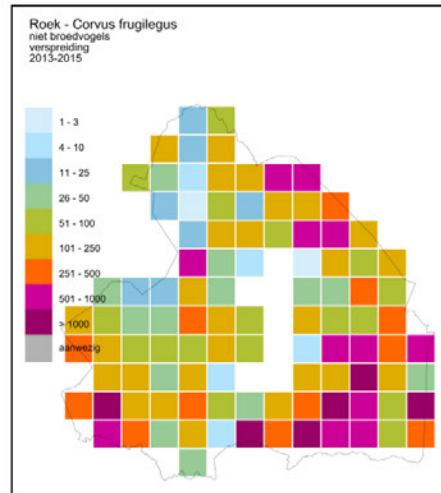 Roek - Corvus frugilegus
niet broedvogels
verspreiding
2013-2015
1 - 3
4 - 10
11 - 25
26 - 50
51 - 100
101 - 250
251 - 500
501 - 1000
> 1000
aanwezig